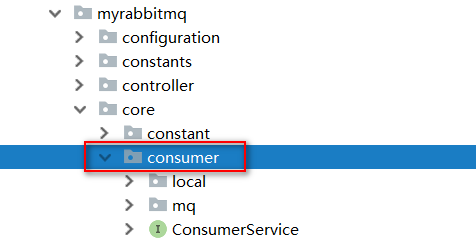 myrabbitmq
configuration
constants
controller
core
constant
consumer
local
mq
I ConsumerService